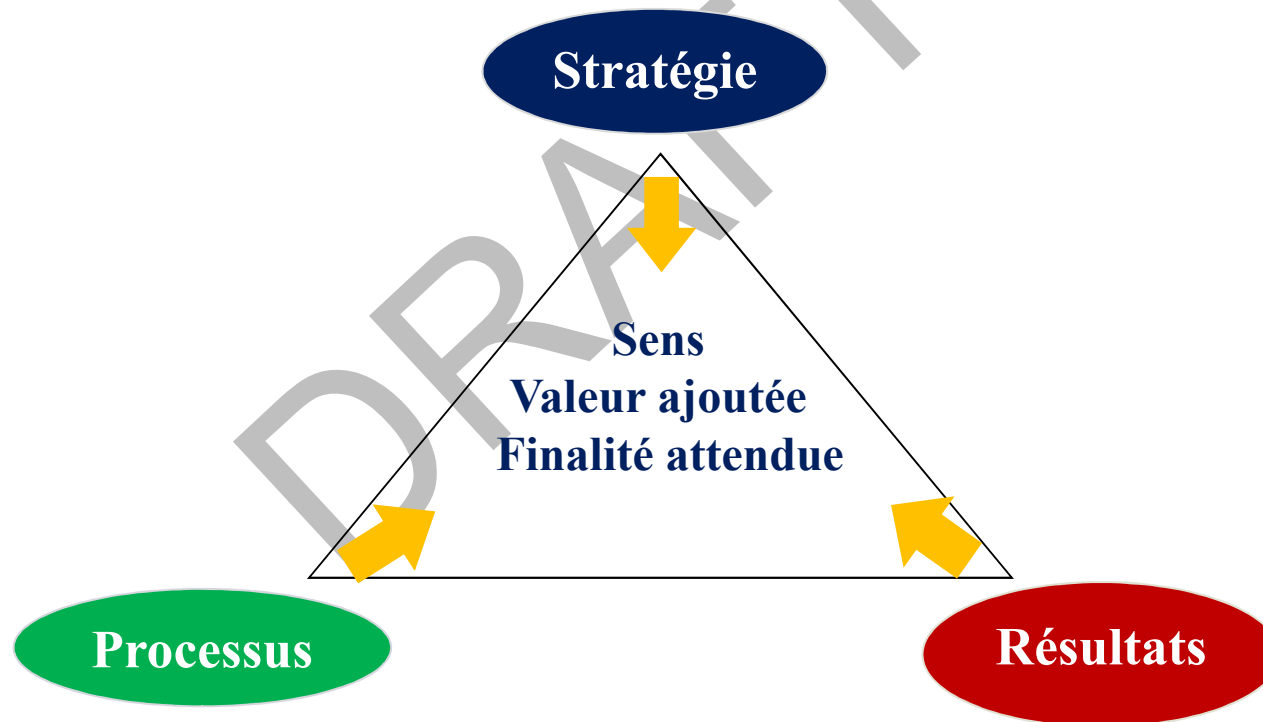 Stratégie
DRAFT
Sens
Valeur ajoutée
Finalité attendue
Processus
Résultats